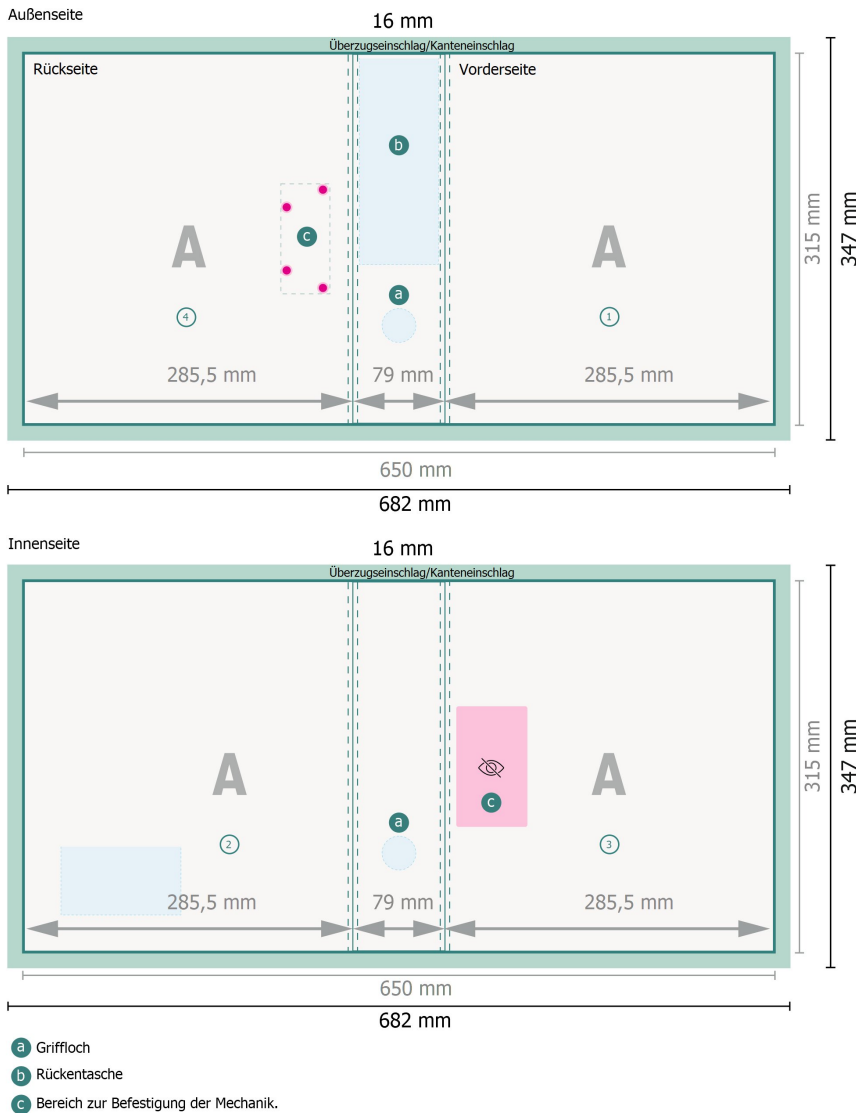 Außenseite
16 mm
Überzugseinschlag/Kanteneinschlag
Rückseite
Vorderseite
b
c
A
A
a
4
1
285,5 mm
79 mm
285,5 mm
315 mm
347 mm
650 mm
682 mm
Innenseite
16 mm
Überzugseinschlag/Kanteneinschlag
A
A
c
a
2
3
285,5 mm
79 mm
285,5 mm
315 mm
347 mm
650 mm
682 mm
a Griffloch
b Rückentasche
c Bereich zur Befestigung der Mechanik.